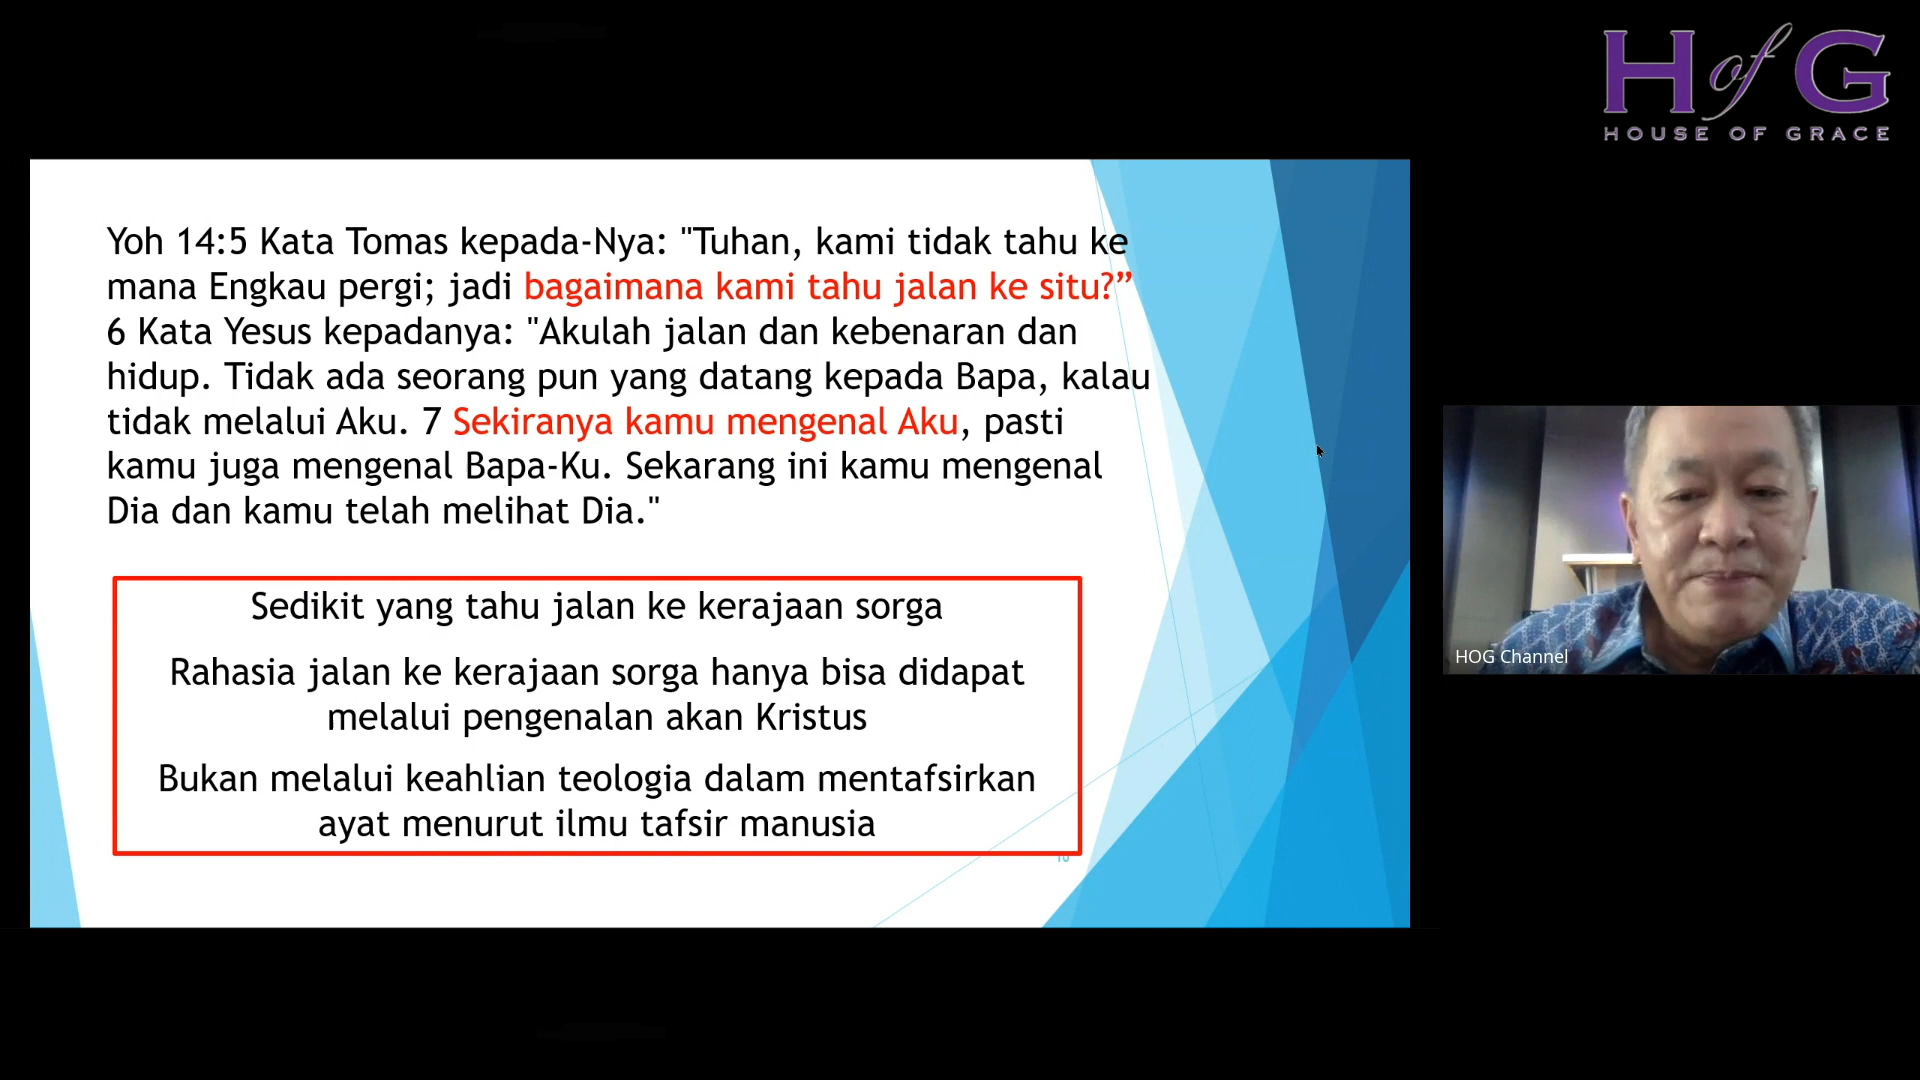 H of G
HOUSE OF GRACE
Yoh 14:5 Kata Tomas kepada-Nya: "Tuhan, kami tidak tahu ke
mana Engkau pergi; jadi bagaimana kami tahu jalan ke situ?”
6 Kata Yesus kepadanya: "Akulah jalan dan kebenaran dan
hidup. Tidak ada seorang pun yang datang kepada Bapa, kalau
tidak melalui Aku. 7 Sekiranya kamu mengenal Aku, pasti
kamu juga mengenal Bapa-Ku. Sekarang ini kamu mengenal
Dia dan kamu telah melihat Dia."
Sedikit yang tahu jalan ke kerajaan sorga
Rahasia jalan ke kerajaan sorga hanya bisa didapat
melalui pengenalan akan Kristus
Bukan melalui keahlian teologia dalam mentafsirkan
ayat menurut ilmu tafsir manusia
HOG Channel